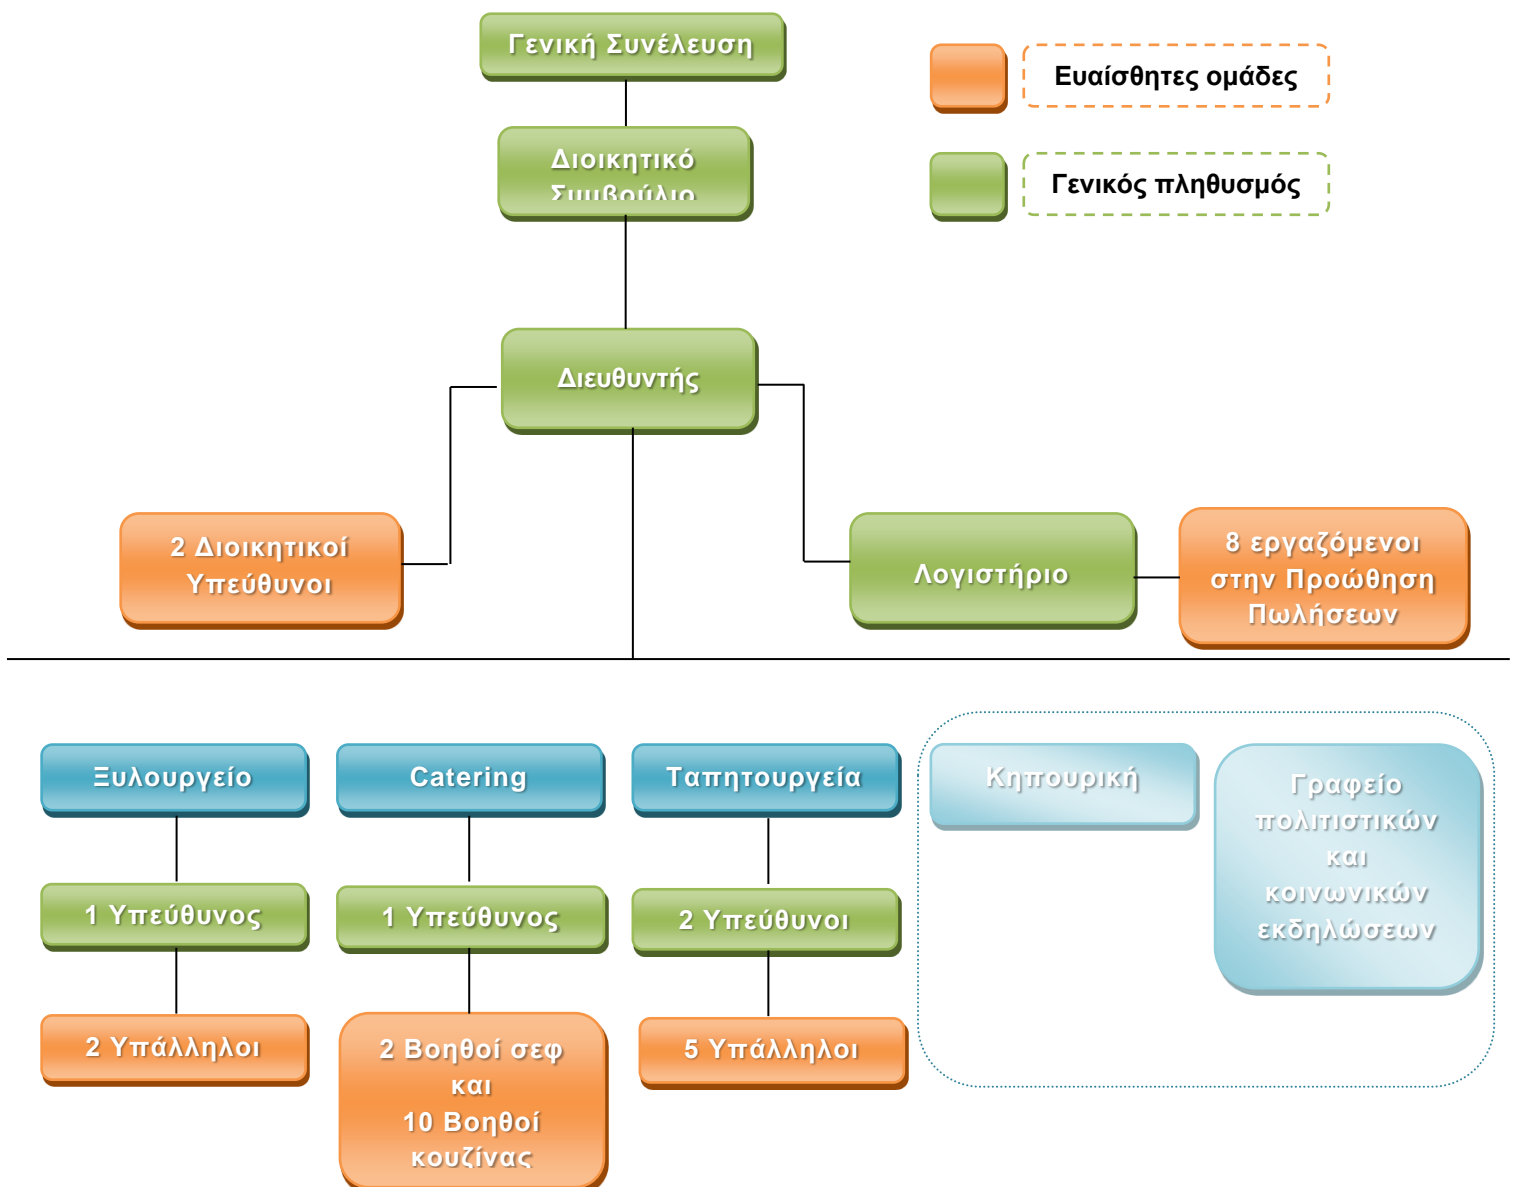 Γενική Συνέλευση
Ευαίσθητες ομάδες
Διοικητικό
Συμβούλιο
Γενικός πληθυσμός
Διευθυντής
2 Διοικητικοί
Υπεύθυνοι
Λογιστήριο
8 εργαζόμενοι
στην Προώθηση
Πωλήσεων
Ξυλουργείο
Catering
Ταπητουργεία
Κηπουρική
Γραφείο
πολιτιστικών
και
κοινωνικών
εκδηλώσεων
1 Υπεύθυνος
1 Υπεύθυνος
2 Υπεύθυνοι
2 Υπάλληλοι
2 Βοηθοί σεφ
και
10 Βοηθοί
κουζίνας
5 Υπάλληλοι